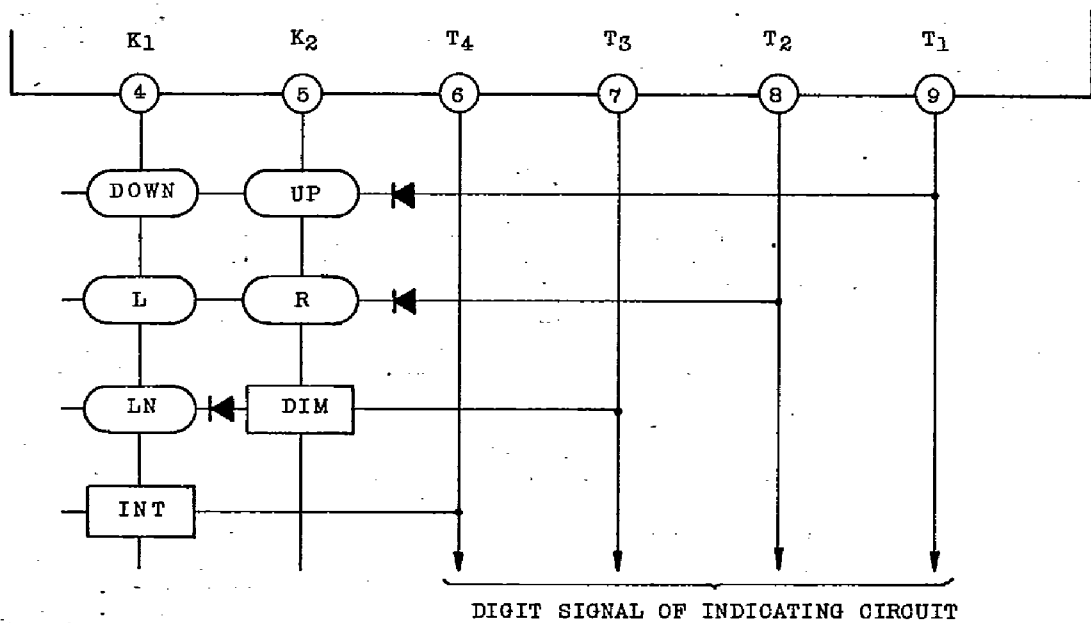 K1 K2 T4 T3 T2 T1
4 5 6 7 8 9
DOWN UP
L R
LN DIM
INT
DIGIT SIGNAL OF INDICATING CIRCUIT